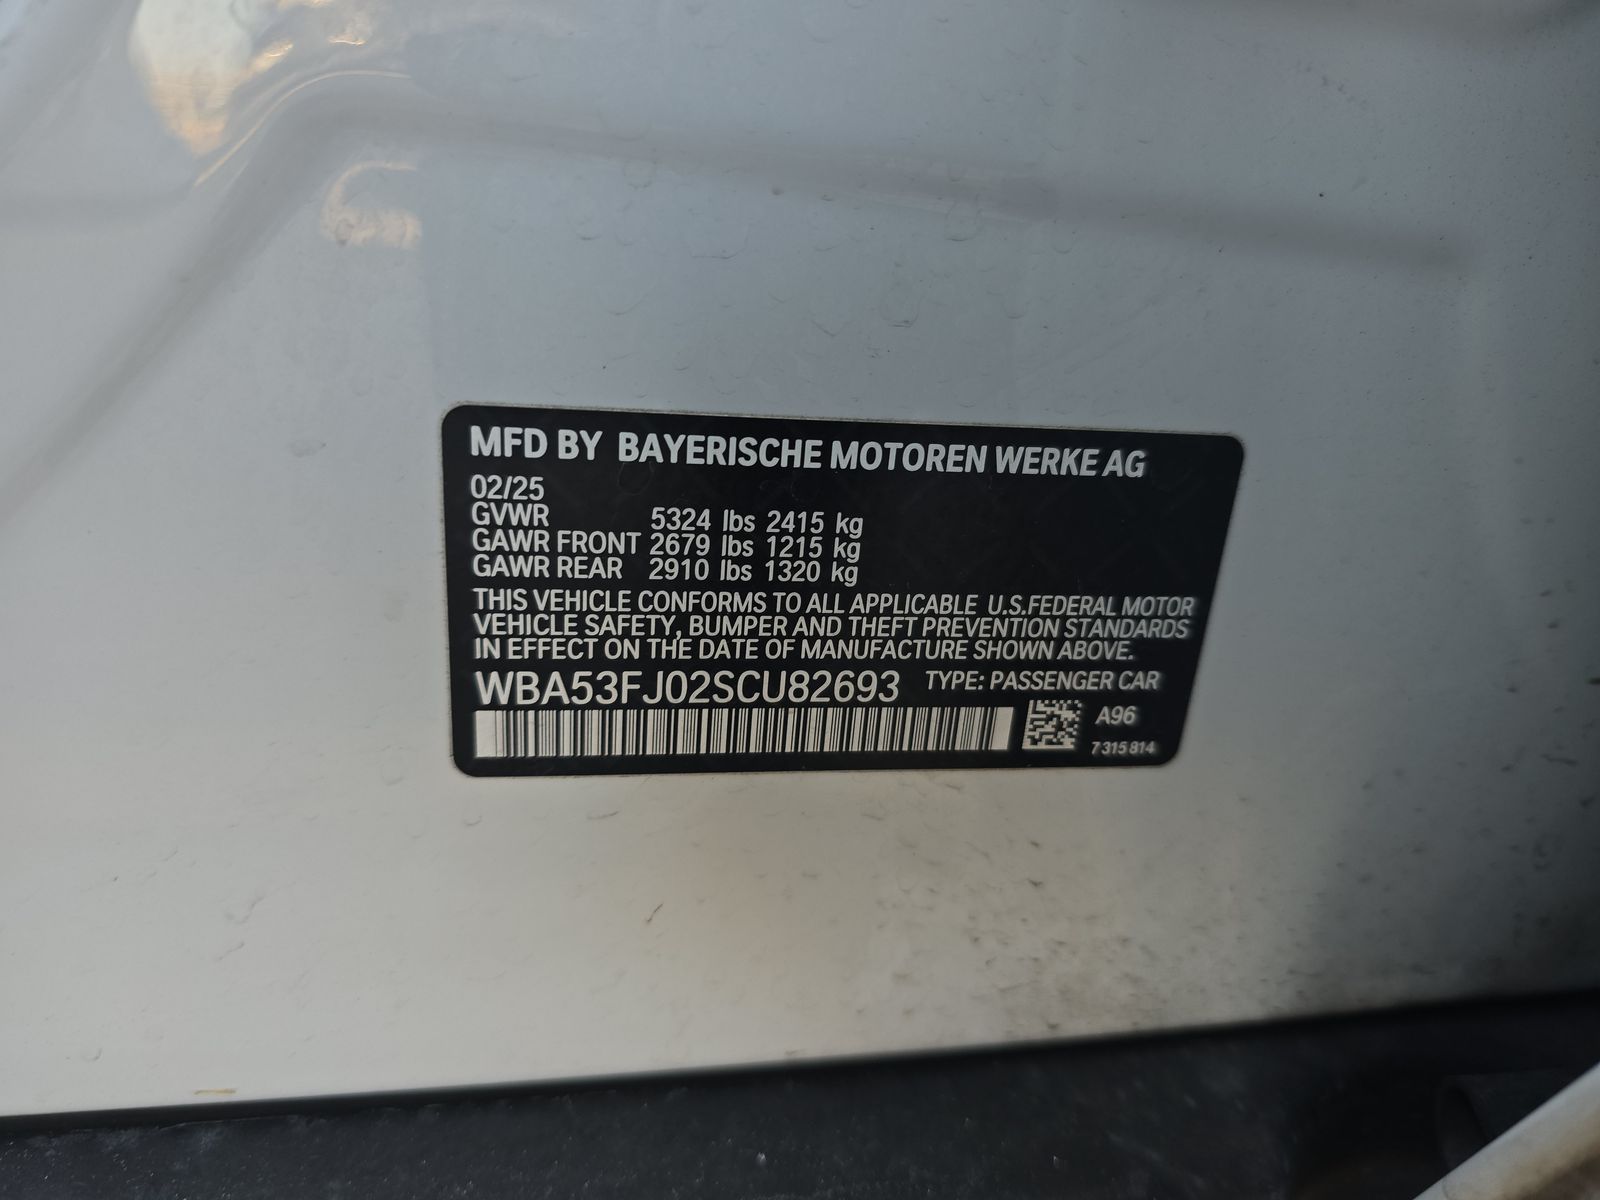 MFD BY BAYERISCHE MOTOREN WERKE AG
02/25
GVWR 5324 lbs 2415 kg
GAWR FRONT 2679 lbs 1215 kg
GAWR REAR 2910 lbs 1320 kg
THIS VEHICLE CONFORMS TO ALL APPLICABLE U.S.FEDERAL MOTOR
VEHICLE SAFETY, BUMPER AND THEFT PREVENTION STANDARDS
IN EFFECT ON THE DATE OF MANUFACTURE SHOWN ABOVE.
WBA53FJ02SCU82693 TYPE: PASSENGER CAR
A96
7 315 814